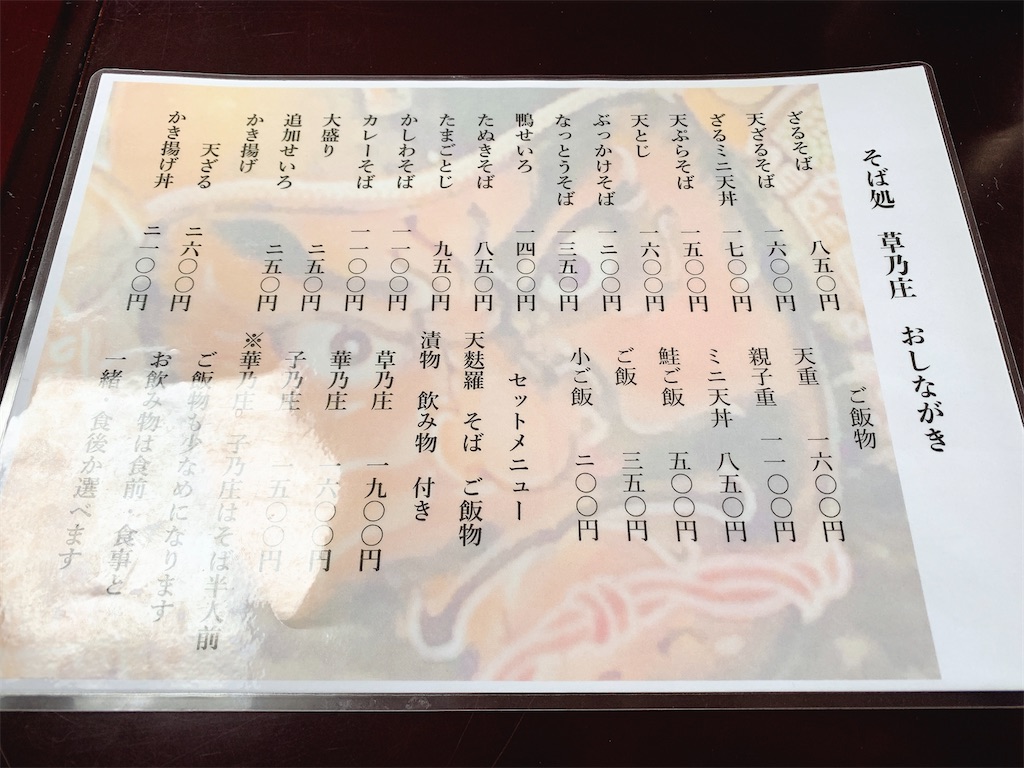 そば処　草乃庄　おしながき
ざるそば　八五〇円
天ざるそば　一六〇〇円
ざるミニ天丼　一七〇〇円
天ぷらそば　一五〇〇円
天とじ　一六〇〇円
ぶっかけそば　一二〇〇円
なっとうそば　一三五〇円
鴨せいろ　一四〇〇円
たぬきそば　八五〇円
たまごとじ　九五〇円
かしわそば　一一〇〇円
カレーそば　一一〇〇円
大盛り　二五〇円
追加せいろ　二五〇円
かき揚げ
天ざる　二六〇〇円
かき揚げ丼　二一〇〇円
ご飯物
天重　一六〇〇円
親子重　一一〇〇円
ミニ天丼　八五〇円
鮭ご飯　五〇〇円
ご飯　三五〇円
小ご飯　二〇〇円
セットメニュー
天麩羅　そば　ご飯物
漬物　飲み物　付き
草乃庄　一九〇〇円
華乃庄　一六〇〇円
子乃庄　一五〇〇円
※華乃庄。子乃庄はそば半人前
ご飯物も少なめになります
お飲み物は食前・食事と
一緒・食後か選べます